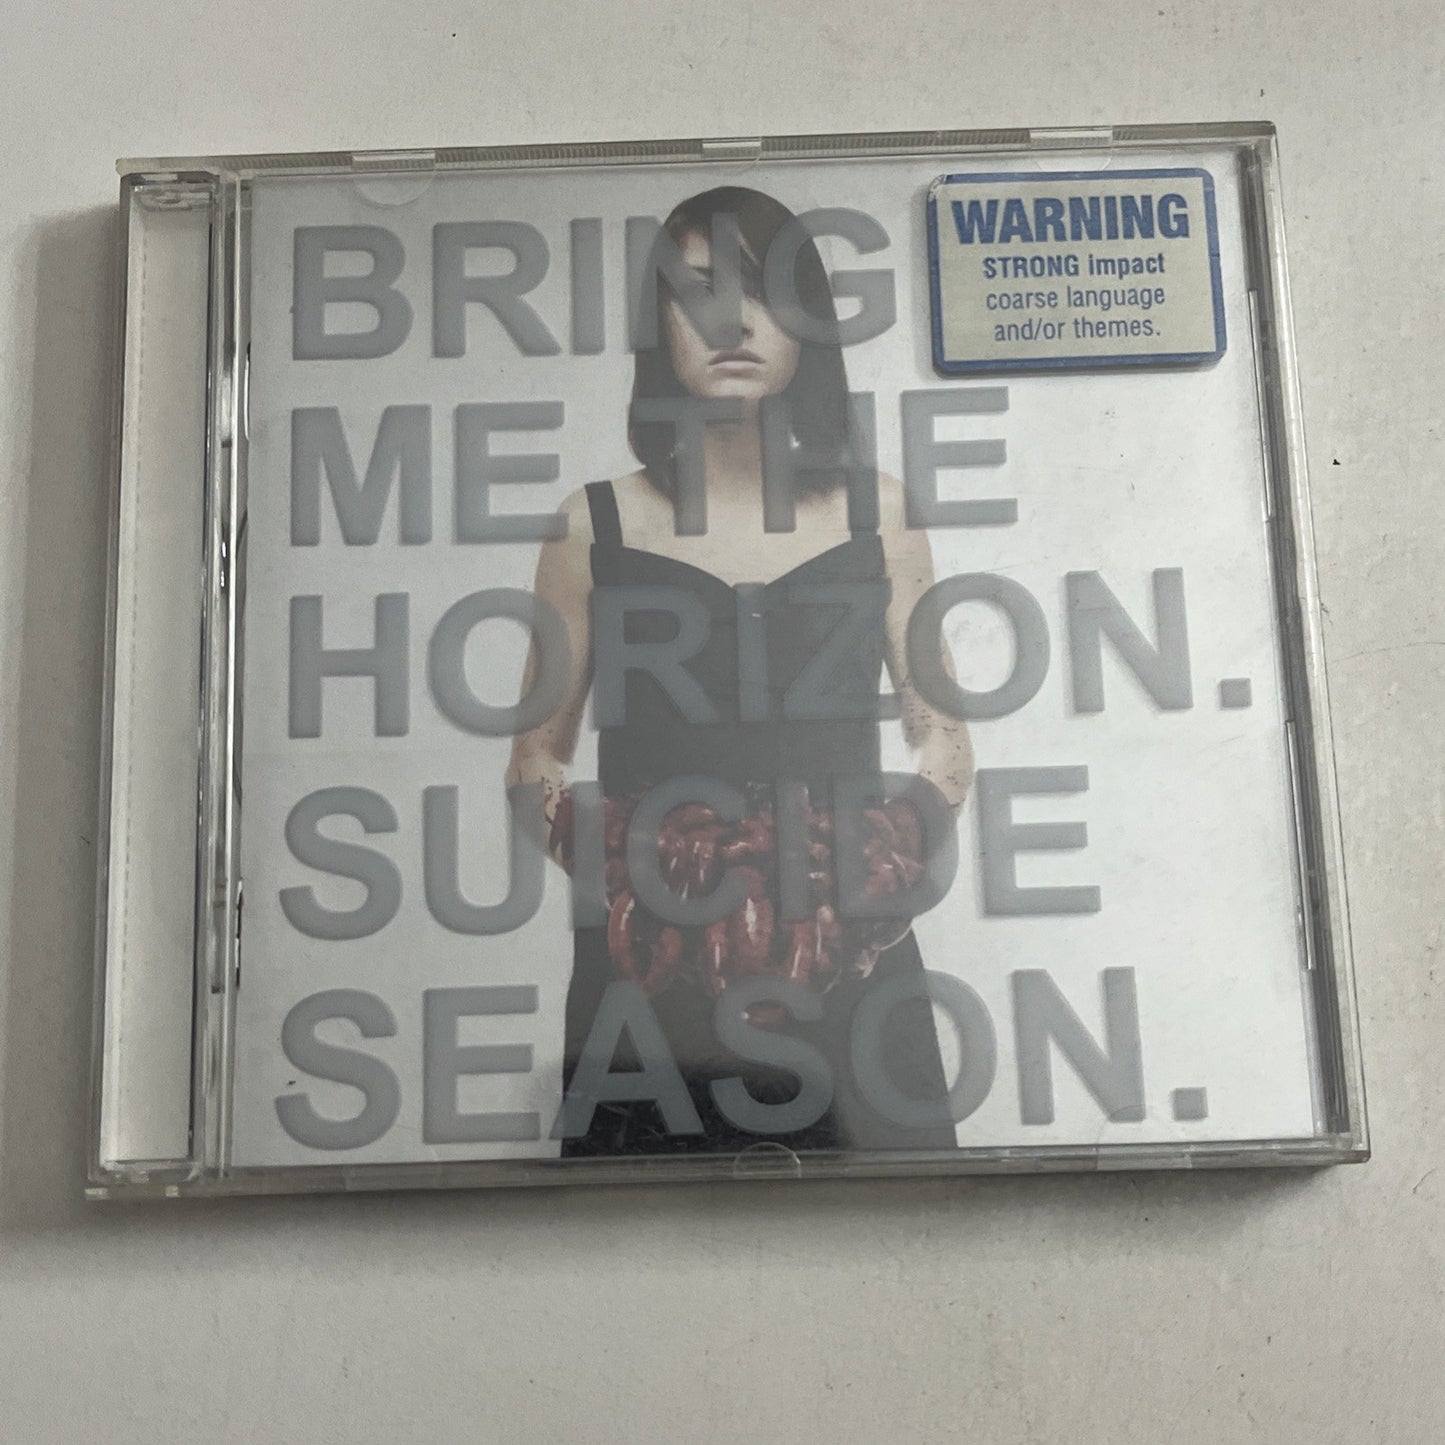 BRING
ME THE
HORIZON.
SUICIDE
SEASON.
WARNING
STRONG impact
coarse language
and/or themes.